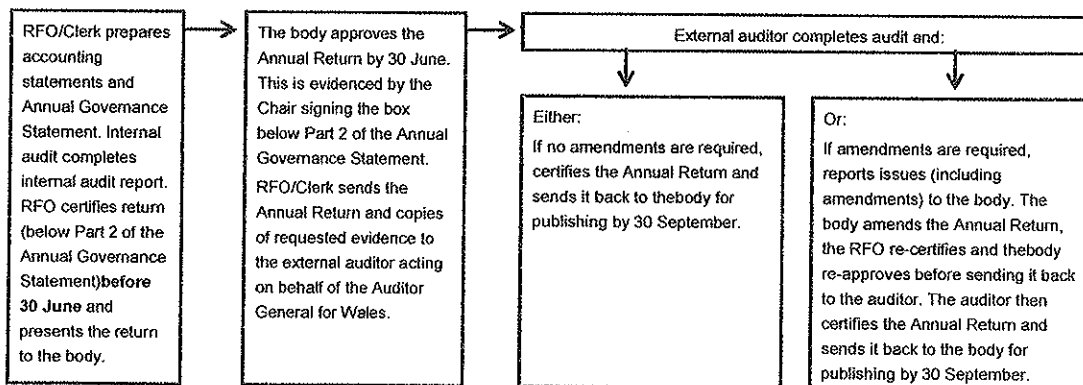 RFO/Clerk prepares
accounting
statements and
Annual Governance
Statement. Internal
audit completes
internal audit report.
RFO certifies return
(below Part 2 of the
Annual Governance
Statement)before
30 June and
presents the return
to the body.
The body approves the
Annual Return by 30 June.
This is evidenced by the
Chair signing the box
below Part 2 of the Annual
Governance Statement.
RFO/Clerk sends the
Annual Return and copies
of requested evidence to
the external auditor acting
on behalf of the Auditor
General for Wales.
External auditor completes audit and:
Either:
If no amendments are required,
certifies the Annual Return and
sends it back to thebody for
publishing by 30 September.
Or:
If amendments are required,
reports issues (including
amendments) to the body. The
body amends the Annual Return,
the RFO re-certifies and thebody
re-approves before sending it back
to the auditor. The auditor then
certifies the Annual Return and
sends it back to the body for
publishing by 30 September.